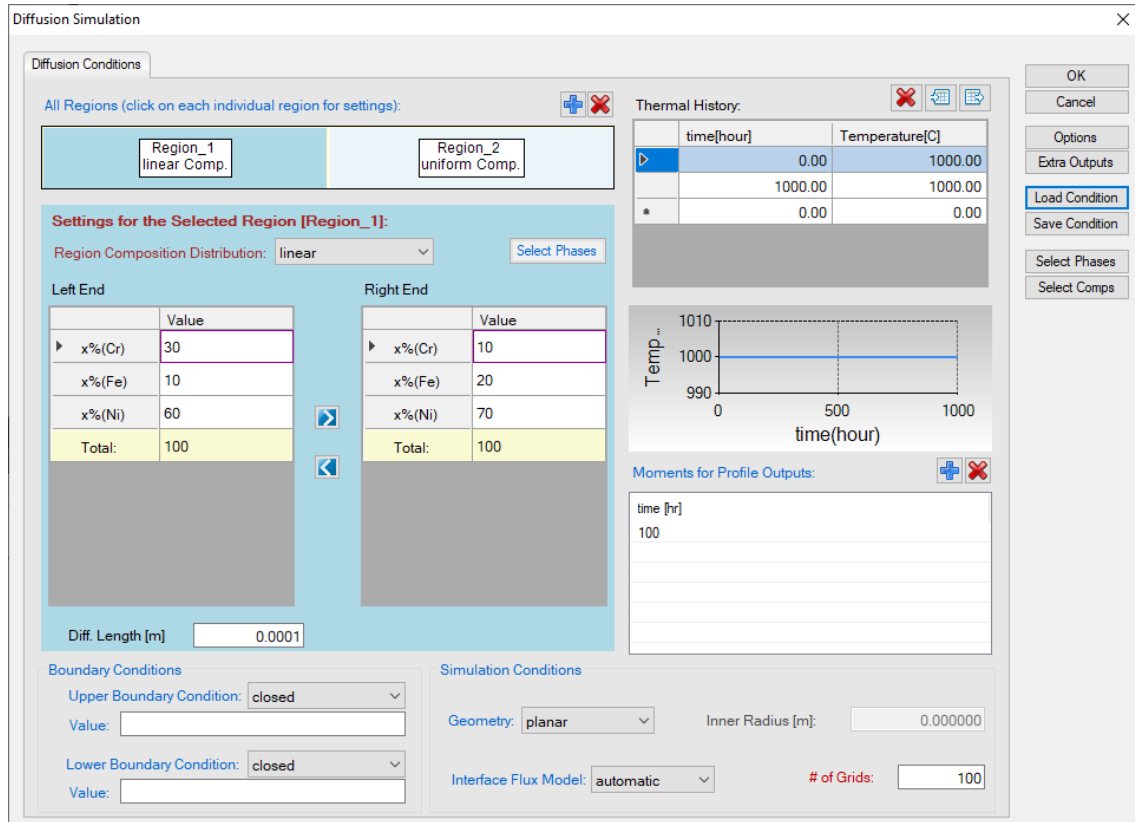 Diffusion Simulation
Diffusion Conditions
All Regions (click on each individual region for settings):
Region_1
linear Comp.
Region_2
uniform Comp.
Settings for the Selected Region [Region_1]:
Region Composition Distribution: linear
Select Phases
Left End
Value
x%(Cr) 30
x%(Fe) 10
x%(Ni) 60
Total: 100
Right End
Value
x%(Cr) 10
x%(Fe) 20
x%(Ni) 70
Total: 100
Diff. Length [m] 0.0001
Thermal History:
time[hour] Temperature[C]
0.00 1000.00
1000.00 1000.00
* 0.00 0.00
Temp...
1010
1000
990
0 500 1000
time(hour)
Moments for Profile Outputs:
time [hr]
100
Boundary Conditions
Upper Boundary Condition: closed
Value:
Lower Boundary Condition: closed
Value:
Simulation Conditions
Geometry: planar
Inner Radius [m]: 0.000000
Interface Flux Model: automatic
# of Grids: 100
OK
Cancel
Options
Extra Outputs
Load Condition
Save Condition
Select Phases
Select Comps